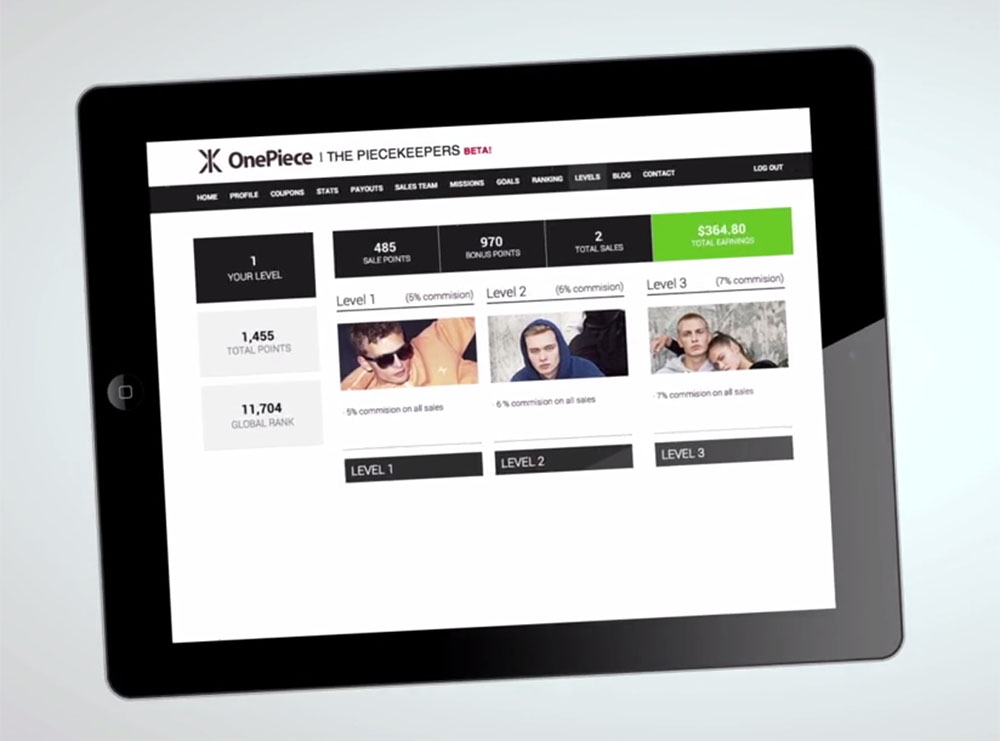 OnePiece | THE PIECEKEEPERS BETA!
HOME PROFILE COUPONS STATS PAYOUTS SALES TEAM MISSIONS GOALS RANKING LEVELS BLOG CONTACT LOG OUT
1
YOUR LEVEL
1,455
TOTAL POINTS
11,704
GLOBAL RANK
485
SALE POINTS
970
BONUS POINTS
2
TOTAL SALES
$364.80
TOTAL EARNINGS
Level 1 (5% commision)
· 5% commision on all sales
LEVEL 1
Level 2 (6% commision)
· 6 % commision on all sales
LEVEL 2
Level 3 (7% commision)
· 7% commision on all sales
LEVEL 3